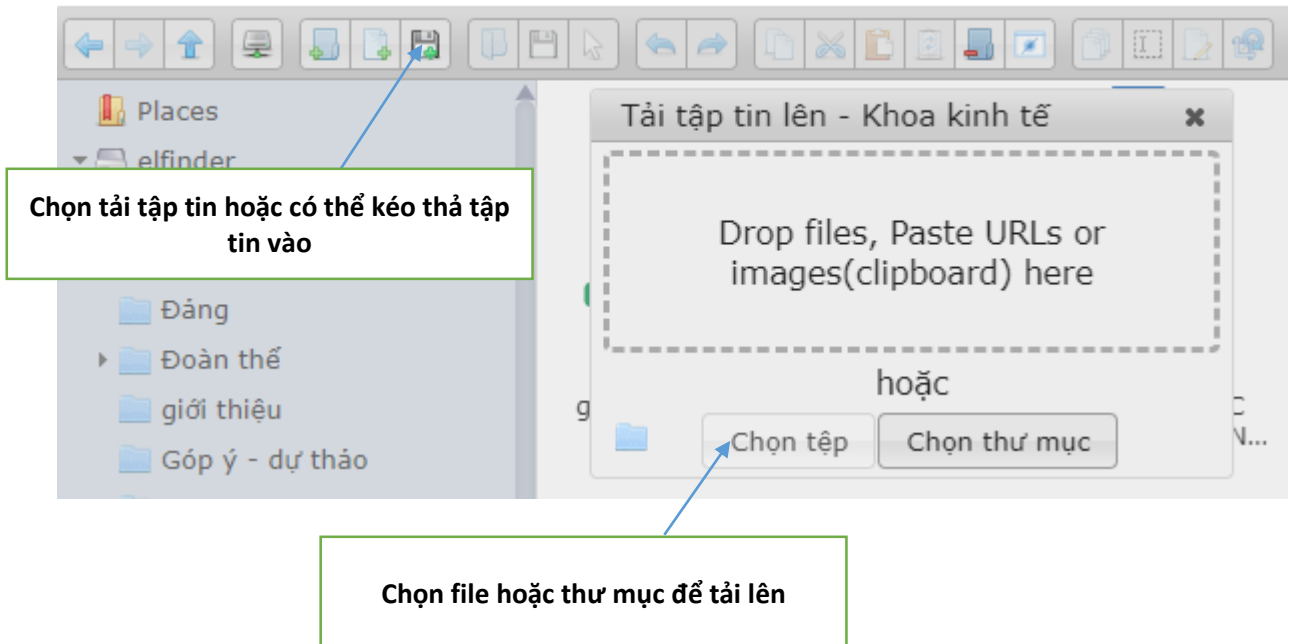 Places
elfinder
Chọn tải tập tin hoặc có thể kéo thả tập
tin vào
Đảng
Đoàn thể
giới thiệu
Góp ý - dự thảo
Tải tập tin lên - Khoa kinh tế
Drop files, Paste URLs or
images(clipboard) here
hoặc
Chọn tệp
Chọn thư mục
g
N...
Chọn file hoặc thư mục để tải lên